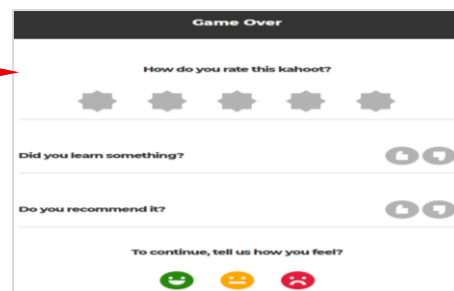 Game Over
How do you rate this kahoot?
Did you learn something?
Do you recommend it?
To continue, tell us how you feel?